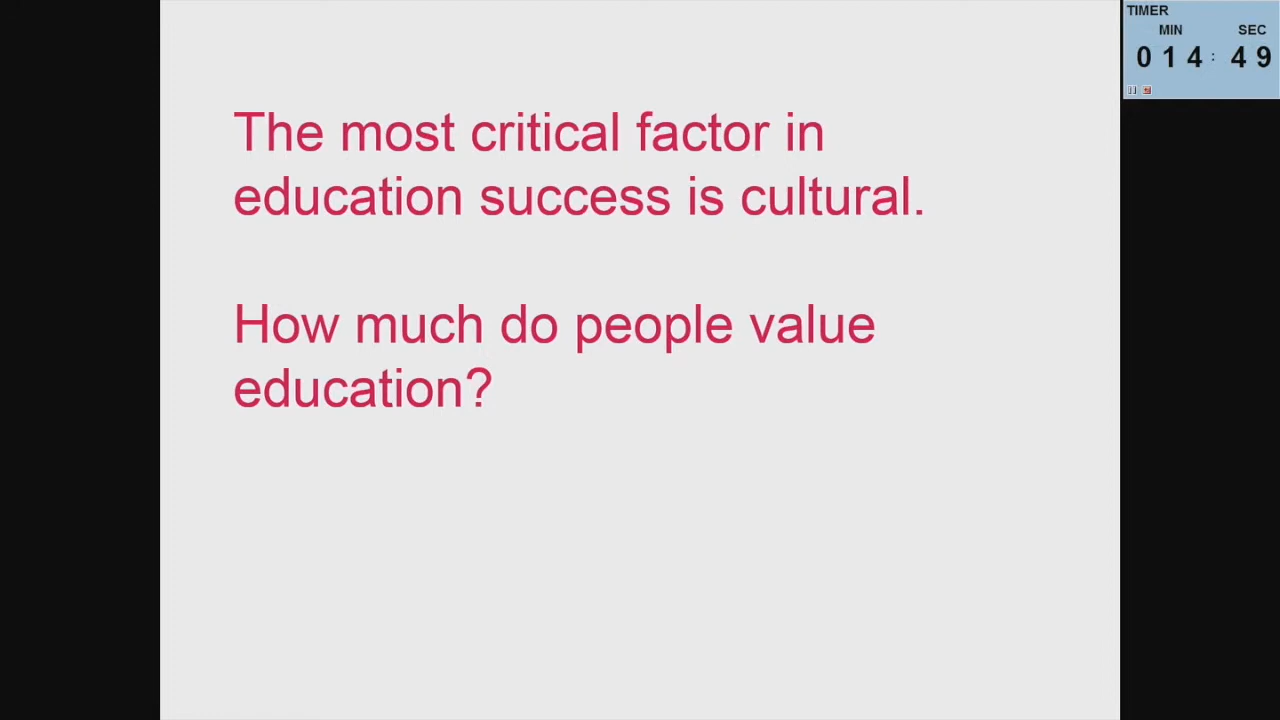 The most critical factor in
education success is cultural.
How much do people value
education?
TIMER
MIN SEC
014:49